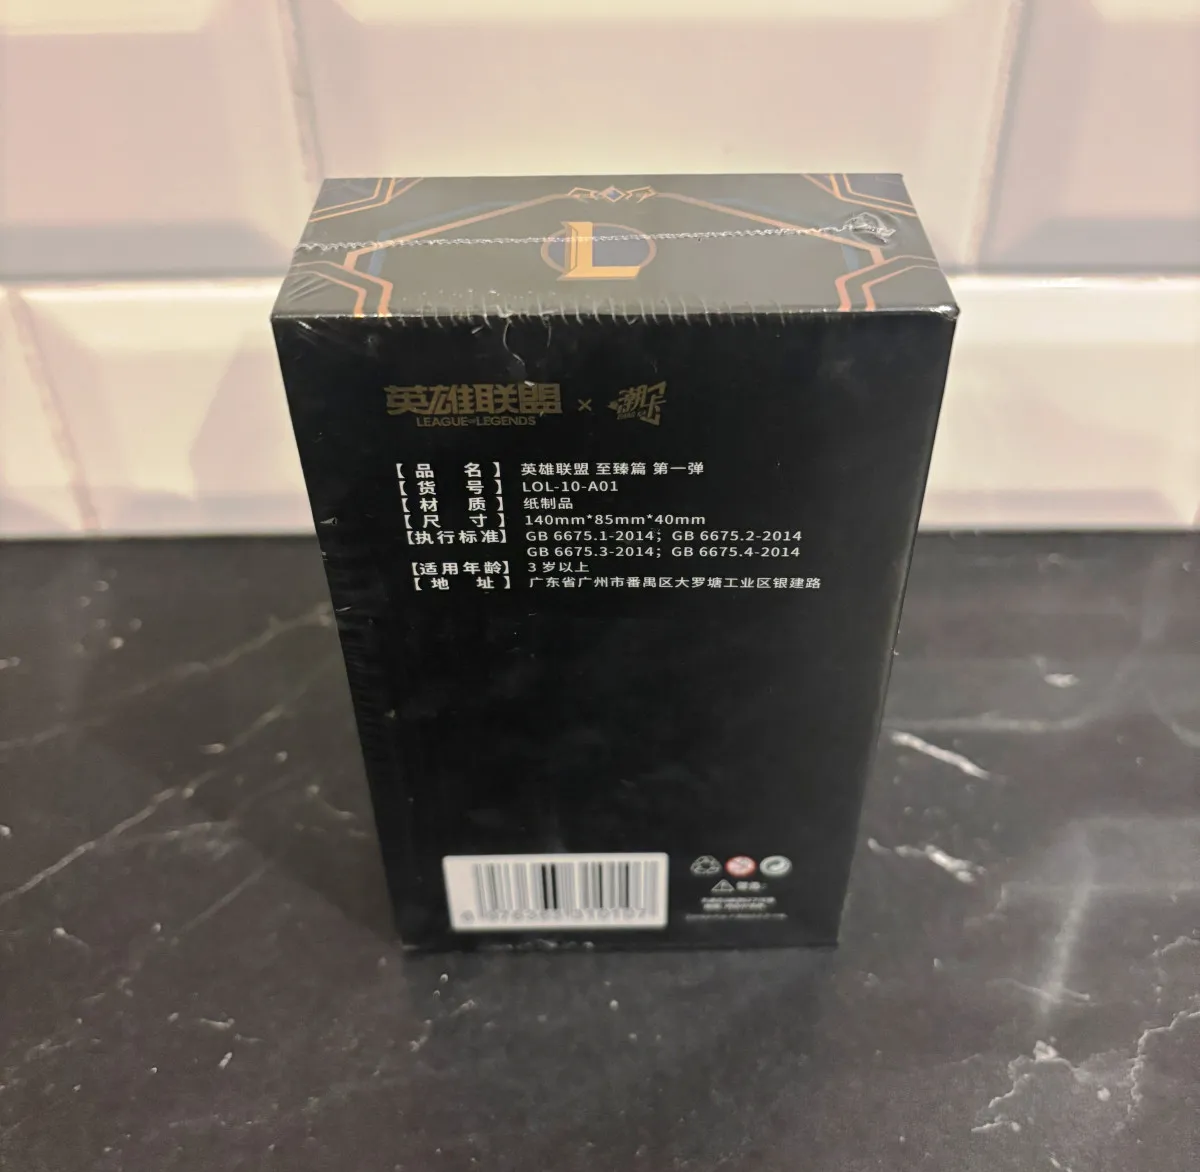 L
英雄联盟 × 潮卡
LEAGUE OF LEGENDS
【品 名】 英雄联盟 至臻篇 第一弹
【货 号】 LOL-10-A01
【材 质】 纸制品
【尺 寸】 140mm*85mm*40mm
【执行标准】 GB 6675.1-2014；GB 6675.2-2014
GB 6675.3-2014；GB 6675.4-2014
【适用年龄】 3 岁以上
【地 址】 广东省广州市番禺区大罗塘工业区银建路